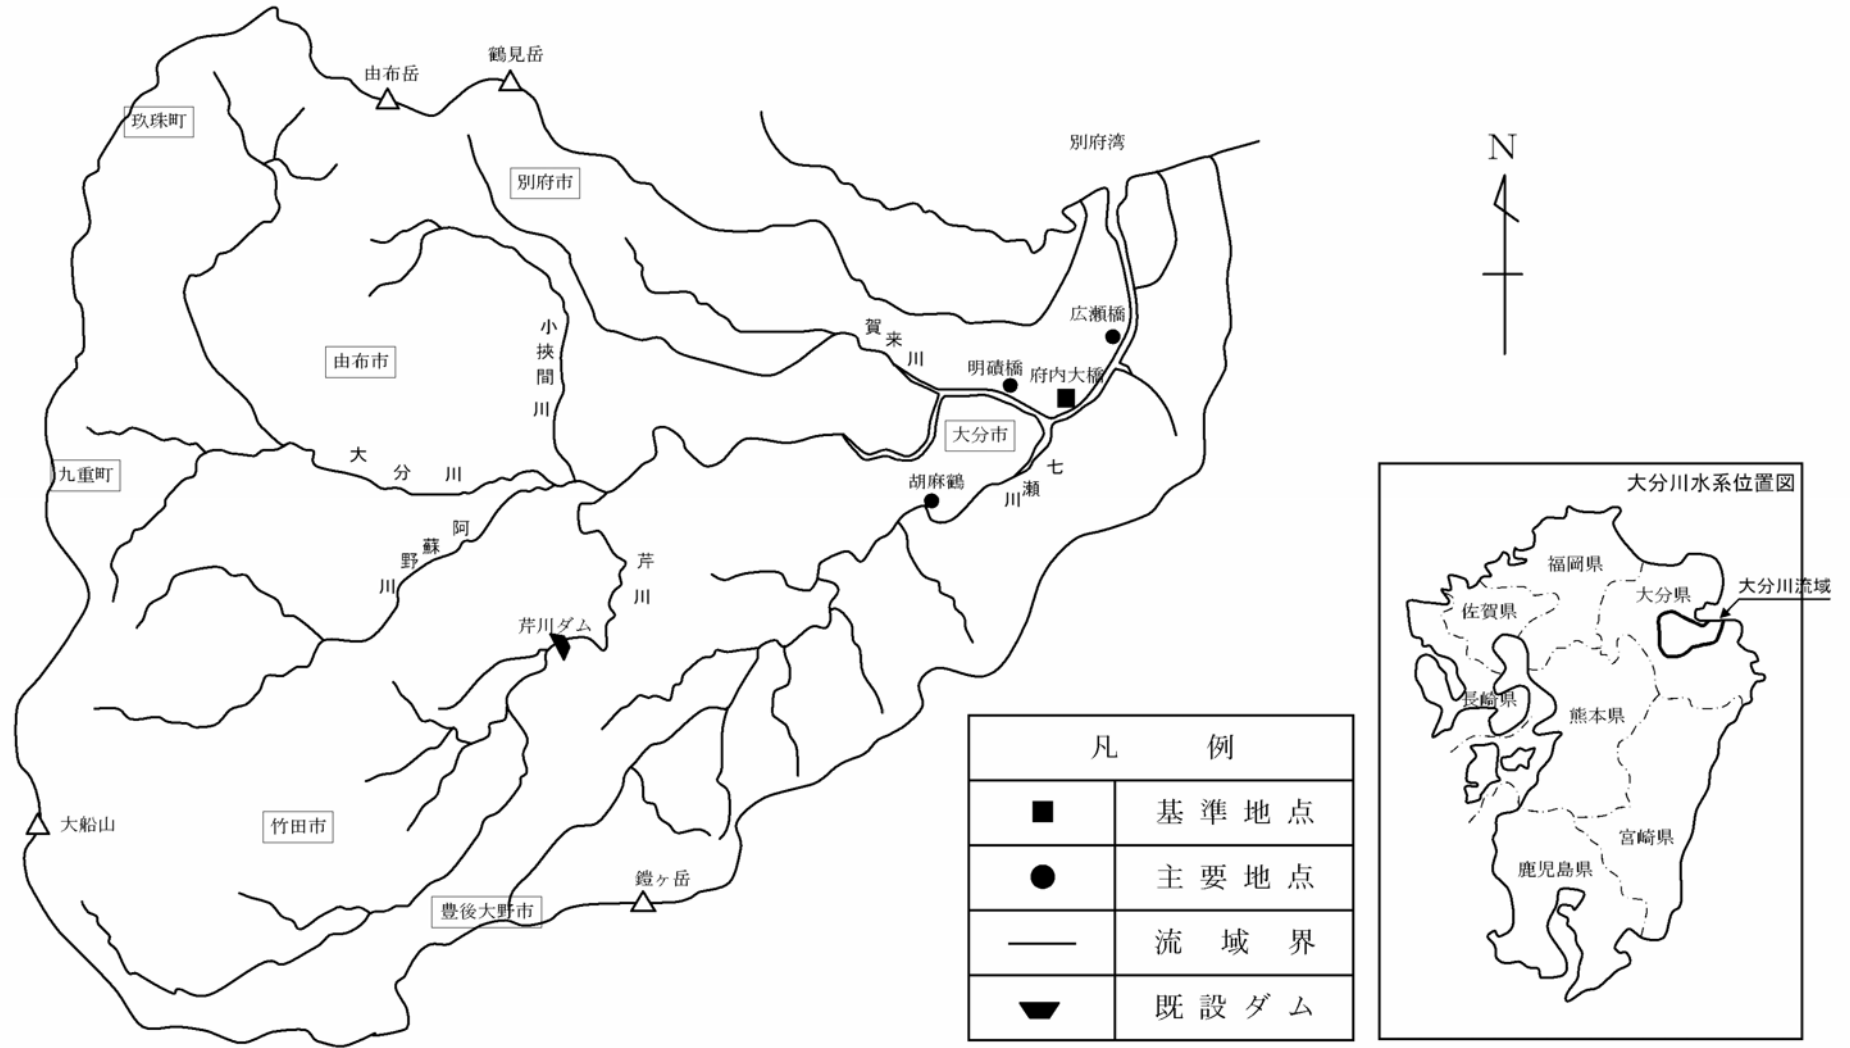 鶴見岳
由布岳
玖珠町
別府湾
N
別府市
広瀬橋
賀来川
小挾間川
由布市
明磧橋
府内大橋
大分市
大分川
九重町
七瀬川
胡麻鶴
阿蘇野川
芹川
芹川ダム
大船山
竹田市
鎧ヶ岳
豊後大野市
凡例
基準地点
主要地点
流域界
既設ダム
大分川水系位置図
福岡県
大分川流域
大分県
佐賀県
長崎県
熊本県
宮崎県
鹿児島県